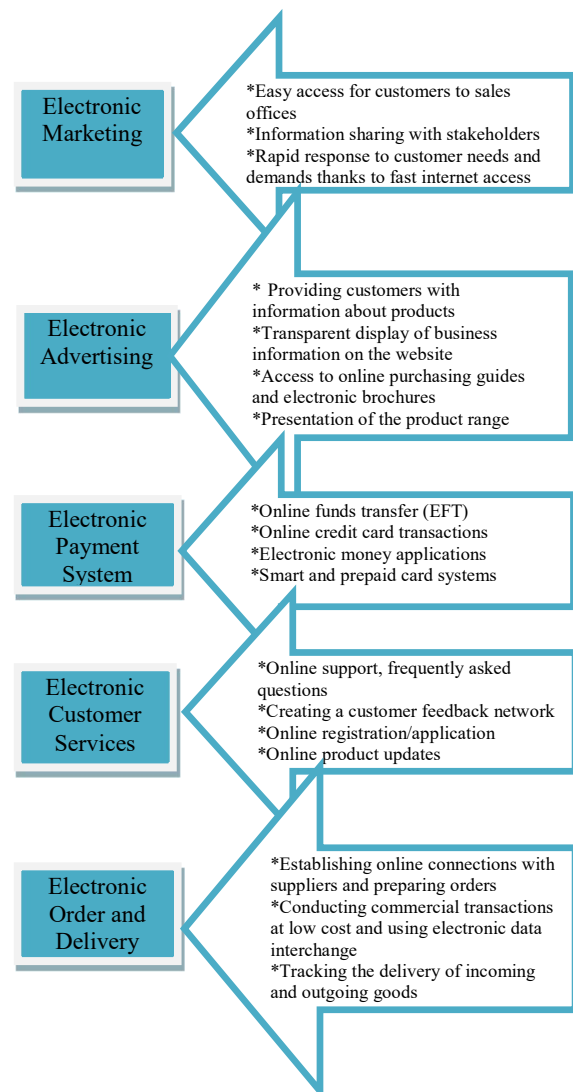 Electronic
Marketing
*Easy access for customers to sales
offices
*Information sharing with stakeholders
*Rapid response to customer needs and
demands thanks to fast internet access
Electronic
Advertising
* Providing customers with
information about products
*Transparent display of business
information on the website
*Access to online purchasing guides
and electronic brochures
*Presentation of the product range
Electronic
Payment
System
*Online funds transfer (EFT)
*Online credit card transactions
*Electronic money applications
*Smart and prepaid card systems
Electronic
Customer
Services
*Online support, frequently asked
questions
*Creating a customer feedback network
*Online registration/application
*Online product updates
Electronic
Order and
Delivery
*Establishing online connections with
suppliers and preparing orders
*Conducting commercial transactions
at low cost and using electronic data
interchange
*Tracking the delivery of incoming
and outgoing goods